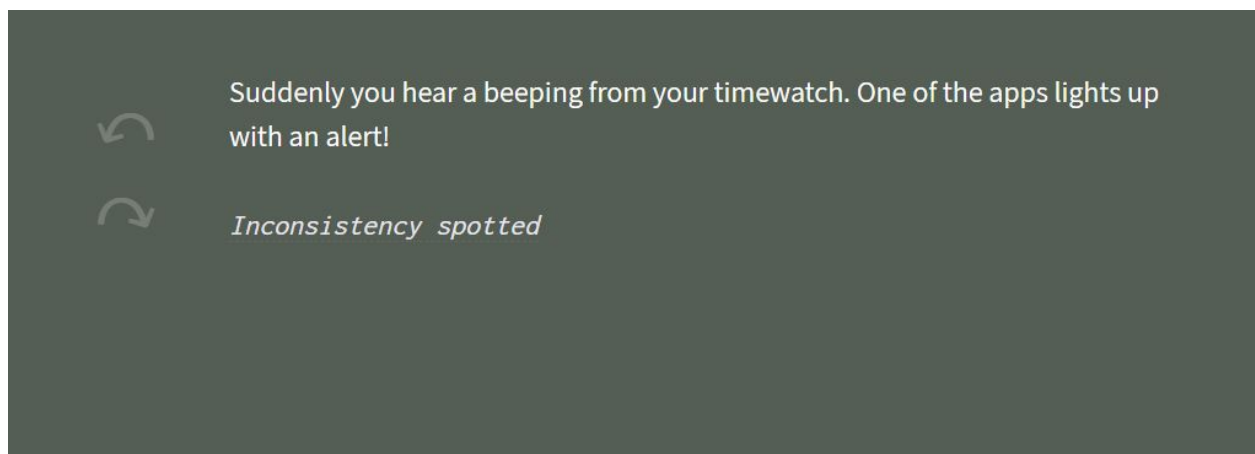 Suddenly you hear a beeping from your timewatch. One of the apps lights up
with an alert!
Inconsistency spotted